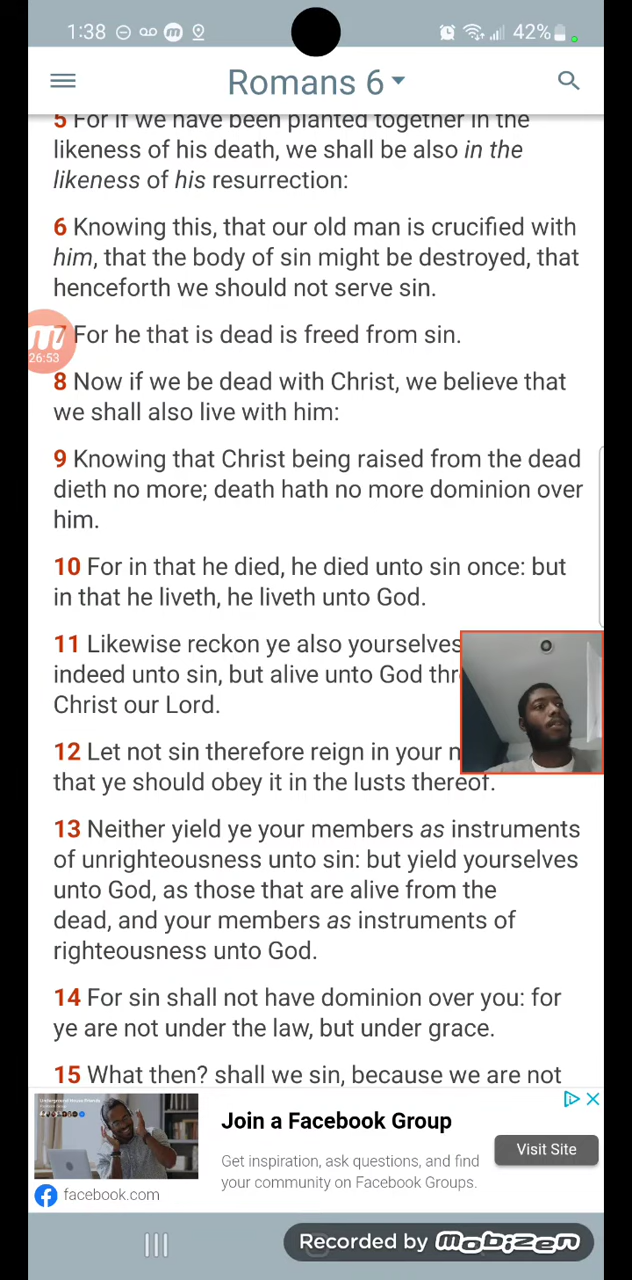 1:38
42%
Romans 6
5 For if we have been planted together in the
likeness of his death, we shall be also in the
likeness of his resurrection:
6 Knowing this, that our old man is crucified with
him, that the body of sin might be destroyed, that
henceforth we should not serve sin.
7 For he that is dead is freed from sin.
26:53
8 Now if we be dead with Christ, we believe that
we shall also live with him:
9 Knowing that Christ being raised from the dead
dieth no more; death hath no more dominion over
him.
10 For in that he died, he died unto sin once: but
in that he liveth, he liveth unto God.
11 Likewise reckon ye also yourselves
indeed unto sin, but alive unto God thr
Christ our Lord.
12 Let not sin therefore reign in your
that ye should obey it in the lusts thereof.
13 Neither yield ye your members as instruments
of unrighteousness unto sin: but yield yourselves
unto God, as those that are alive from the
dead, and your members as instruments of
righteousness unto God.
14 For sin shall not have dominion over you: for
ye are not under the law, but under grace.
15 What then? shall we sin, because we are not
Join a Facebook Group
Get inspiration, ask questions, and find
your community on Facebook Groups.
Visit Site
facebook.com
Recorded by mobizen